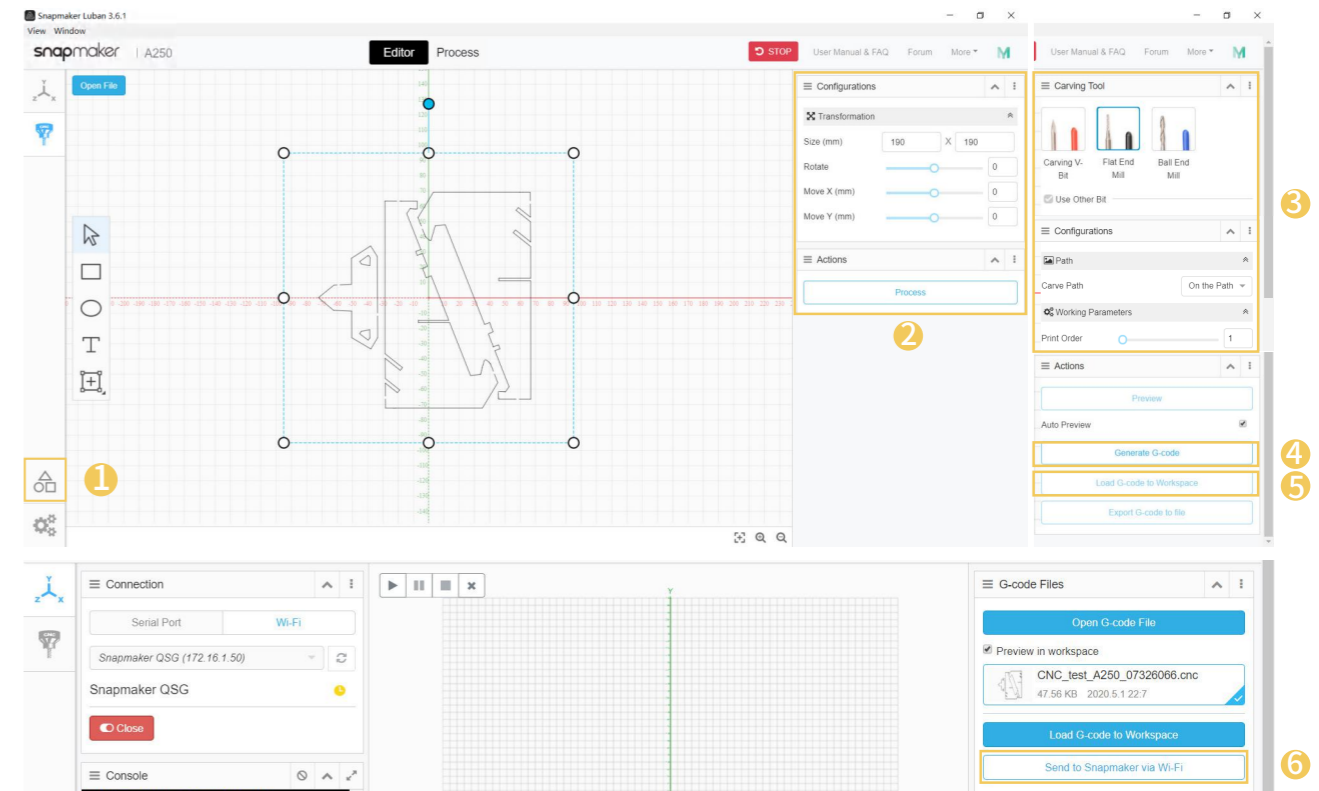 Snapmaker Luban 3.6.1
View Window
snapmaker | A250
Editor Process
STOP
User Manual & FAQ Forum More
User Manual & FAQ Forum More
Open File
Configurations
Transformation
Size (mm) 190 X 190
Rotate 0
Move X (mm) 0
Move Y (mm) 0
Actions
Process
2
1
Carving Tool
Carving V-Bit
Flat End Mill
Ball End Mill
Use Other Bit
3
Configurations
Path
Carve Path On the Path
Working Parameters
Print Order 1
Actions
Preview
Auto Preview
Generate G-code
4
Load G-code to Workspace
5
Export G-code to file
Connection
Serial Port Wi-Fi
Snapmaker QSG (172.16.1.50)
Snapmaker QSG
Close
Console
Y
G-code Files
Open G-code File
Preview in workspace
CNC_test_A250_07326066.cnc
47.56 KB 2020.5.1 22:7
Load G-code to Workspace
Send to Snapmaker via Wi-Fi
6